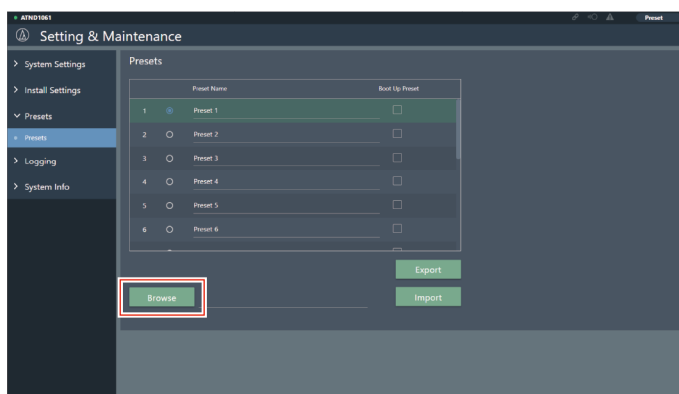 ATND1061
Preset
Setting & Maintenance
System Settings
Install Settings
Presets
Presets
Logging
System Info
Presets
Preset Name Boot Up Preset
1 Preset 1
2 Preset 2
3 Preset 3
4 Preset 4
5 Preset 5
6 Preset 6
Export
Browse
Import